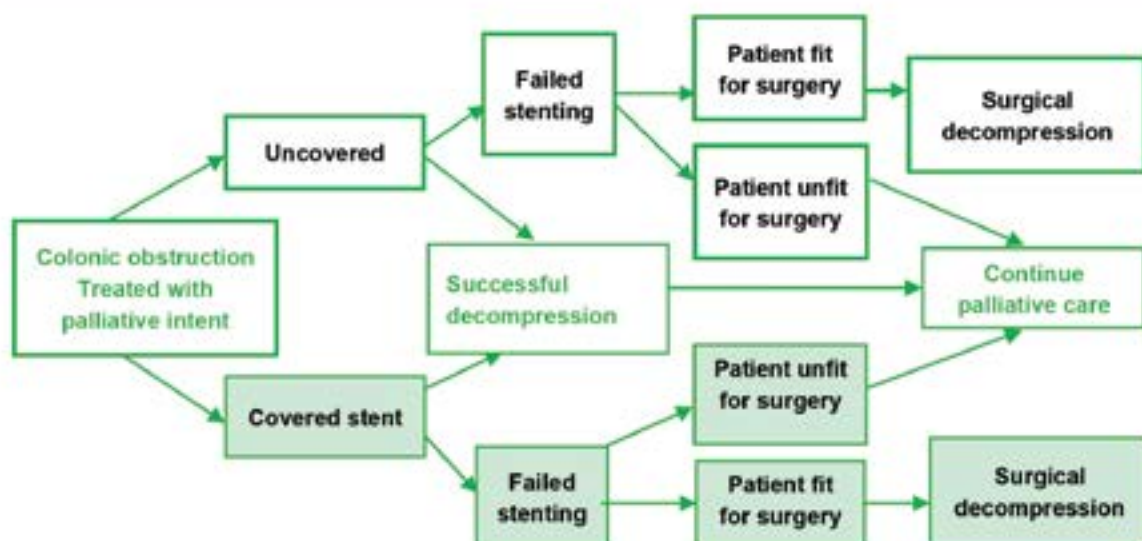 Patient fit
for surgery
Failed
stenting
Surgical
decompression
Uncovered
Patient unfit
for surgery
Colonic obstruction
Treated with
palliative intent
Successful
decompression
Continue
palliative care
Covered stent
Patient unfit
for surgery
Failed
stenting
Patient fit
for surgery
Surgical
decompression